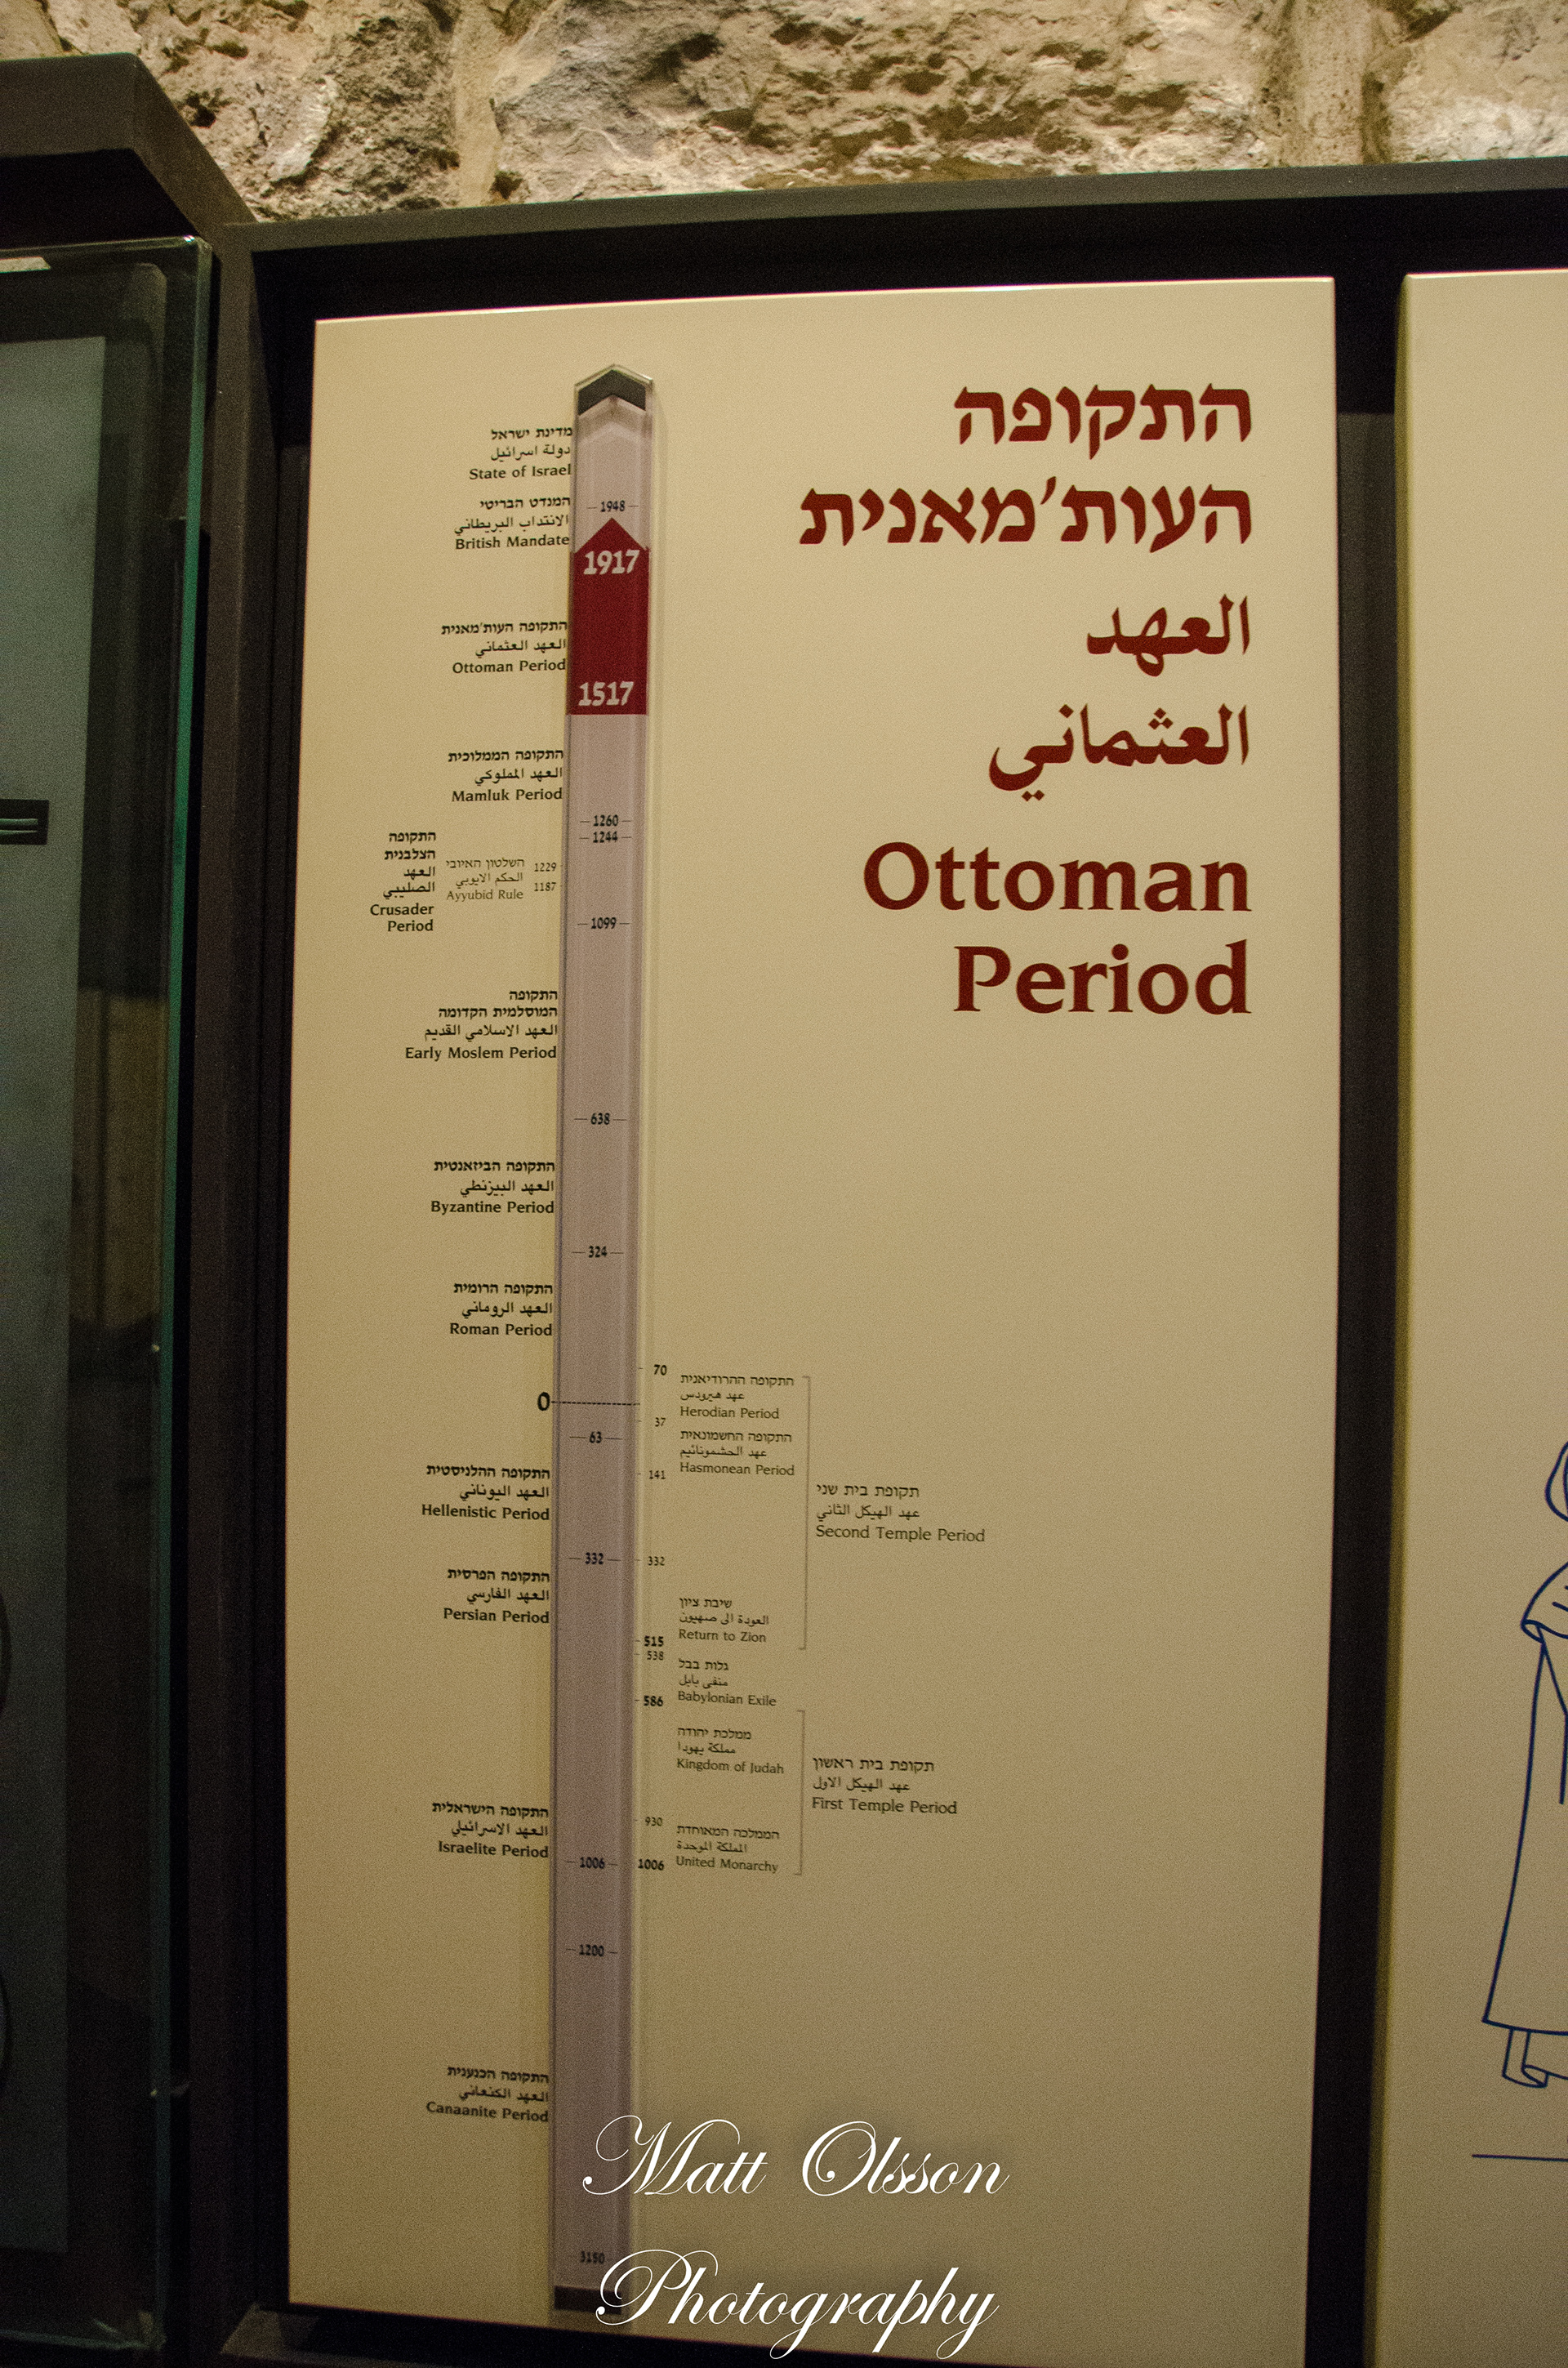 התקופה
העות'מאנית
العهد
العثماني
Ottoman
Period
מדינת ישראל
دولة اسرائيل
State of Israel
1948
המנדט הבריטי
الانتداب البريطاني
British Mandate
1917
התקופה העות'מאנית
العهد العثماني
Ottoman Period
1517
התקופה הממלוכית
العهد المملوكي
Mamluk Period
1260
1244
התקופה
הצלבנית
العهد
الصليبي
Crusader
Period
השלטון האיובי
الحكم الايوبي
Ayyubid Rule
1229
1187
1099
התקופה
המוסלמית הקדומה
العهد الاسلامي القديم
Early Moslem Period
638
התקופה הביזאנטית
العهد البيزنطي
Byzantine Period
324
התקופה הרומית
العهد الروماني
Roman Period
70
התקופה ההרודיאנית
عهد هيرودس
Herodian Period
0
37
63
התקופה החשמונאית
عهد الحشمونائيم
Hasmonean Period
141
התקופה ההלניסטית
العهد اليوناني
Hellenistic Period
תקופת בית שני
عهد الهيكل الثاني
Second Temple Period
332
332
התקופה הפרסית
العهد الفارسي
Persian Period
שיבת ציון
العودة الى صهيون
Return to Zion
515
538
גלות בבל
منفى بابل
Babylonian Exile
586
ממלכת יהודה
مملكة يهودا
Kingdom of Judah
תקופת בית ראשון
عهد الهيكل الاول
First Temple Period
התקופה הישראלית
العهد الاسرائيلي
Israelite Period
930
הממלכה המאוחדת
المملكة الموحدة
United Monarchy
1006
1006
1200
התקופה הכנענית
العهد الكنعاني
Canaanite Period
3150
Matt Olsson
Photography